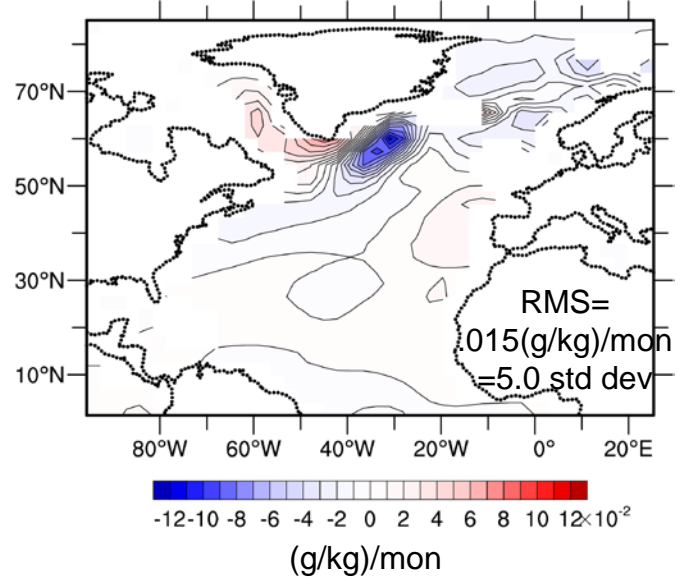 70°N
50°N
30°N
10°N
RMS=
.015(g/kg)/mon
=5.0 std dev
80°W 60°W 40°W 20°W 0° 20°E
-12-10 -8 -6 -4 -2 0 2 4 6 8 10 12×10⁻²
(g/kg)/mon